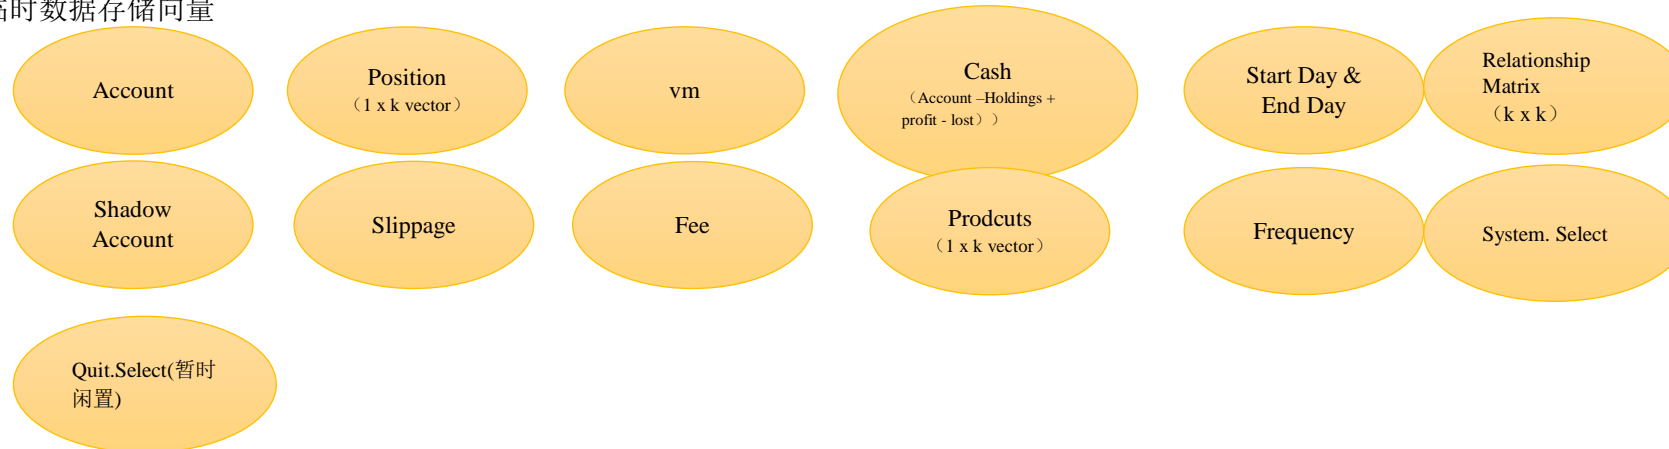 时数据存储向量
Account
Position
（1 x k vector）
vm
Cash
（Account –Holdings +
profit - lost））
Start Day &
End Day
Relationship
Matrix
（k x k）
Shadow
Account
Slippage
Fee
Prodcuts
（1 x k vector）
Frequency
System. Select
Quit.Select(暂时
闲置)